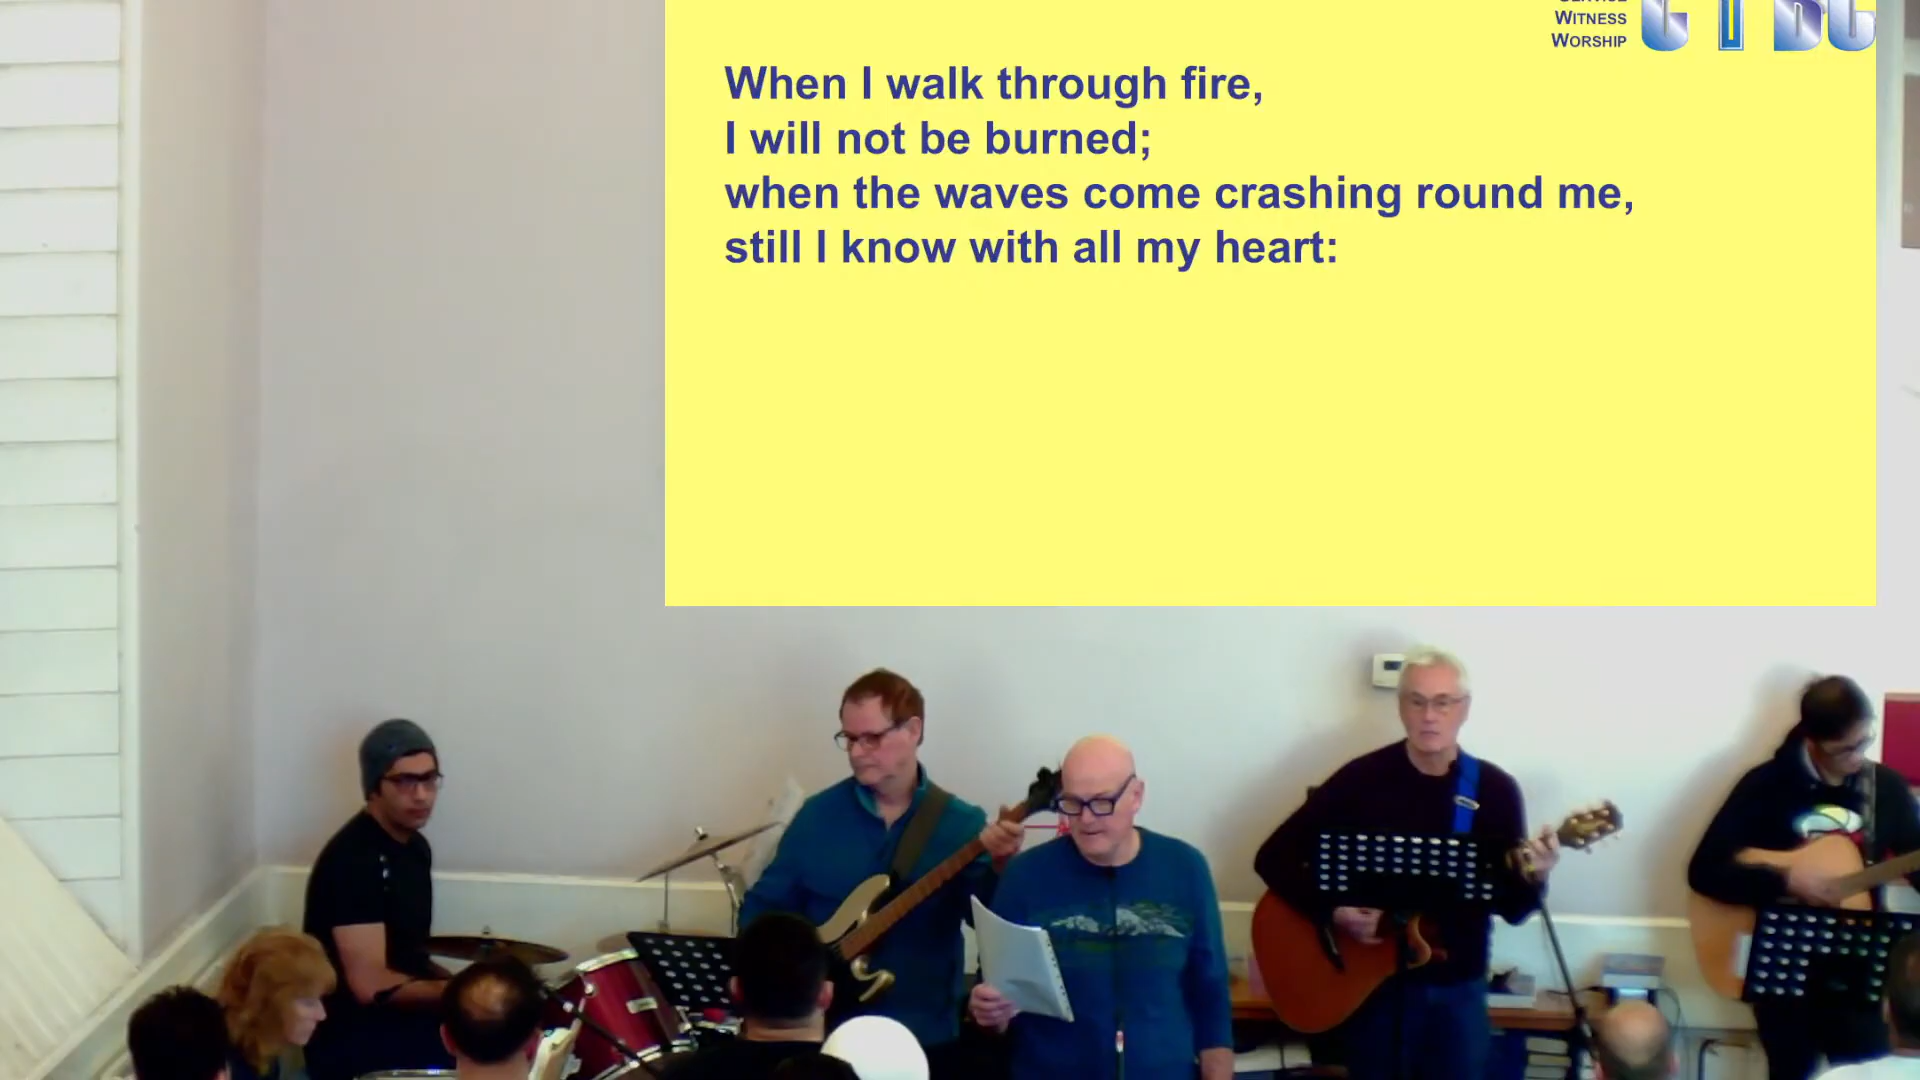 WITNESS
WORSHIP
When I walk through fire,
I will not be burned;
when the waves come crashing round me,
still I know with all my heart: